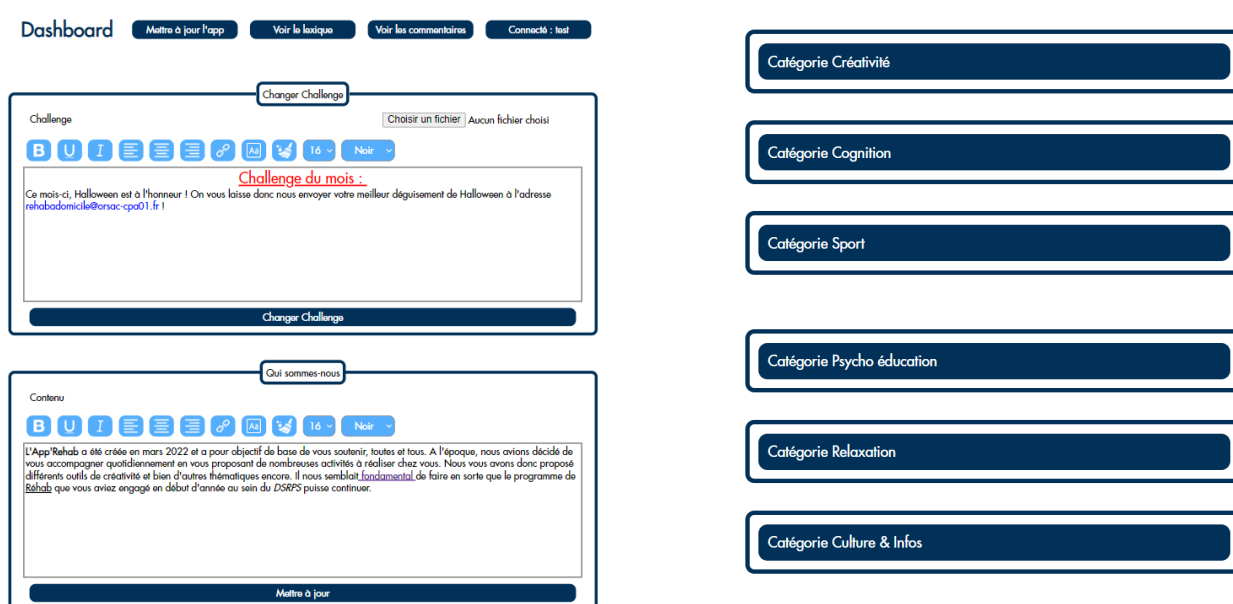 Dashboard
Mettre à jour l'app
Voir le lexique
Voir les commentaires
Connecté : test
Changer Challenge
Challenge
Choisir un fichier Aucun fichier choisi
B U I Aa 16 Noir
Challenge du mois :
Ce mois-ci, Halloween est à l'honneur ! On vous laisse donc nous envoyer votre meilleur déguisement de Halloween à l'adresse
rehabadomicile@orsac-cpa01.fr !
Changer Challenge
Qui sommes-nous
Contenu
B U I Aa 16 Noir
L'App'Rehab a été créée en mars 2022 et a pour objectif de base de vous soutenir, toutes et tous. A l'époque, nous avions décidé de
vous accompagner quotidiennement en vous proposant de nombreuses activités à réaliser chez vous. Nous vous avons donc proposé
différents outils de créativité et bien d'autres thématiques encore. Il nous semblait fondamental de faire en sorte que le programme de
Réhab que vous aviez engagé en début d'année au sein du DSRPS puisse continuer.
Mettre à jour
Catégorie Créativité
Catégorie Cognition
Catégorie Sport
Catégorie Psycho éducation
Catégorie Relaxation
Catégorie Culture & Infos